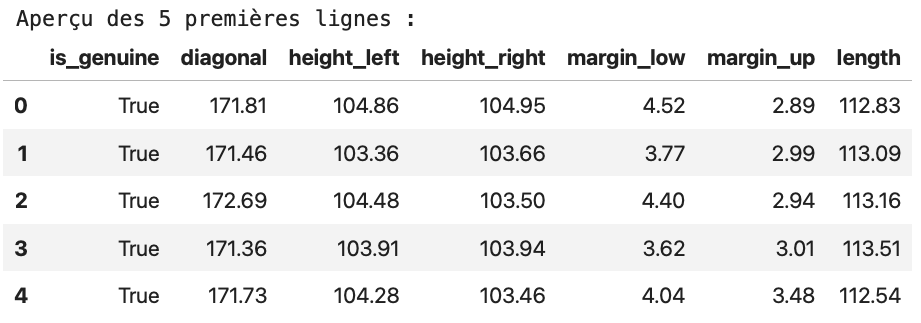 Aperçu des 5 premières lignes :
is_genuine diagonal height_left height_right margin_low margin_up length
0 True 171.81 104.86 104.95 4.52 2.89 112.83
1 True 171.46 103.36 103.66 3.77 2.99 113.09
2 True 172.69 104.48 103.50 4.40 2.94 113.16
3 True 171.36 103.91 103.94 3.62 3.01 113.51
4 True 171.73 104.28 103.46 4.04 3.48 112.54